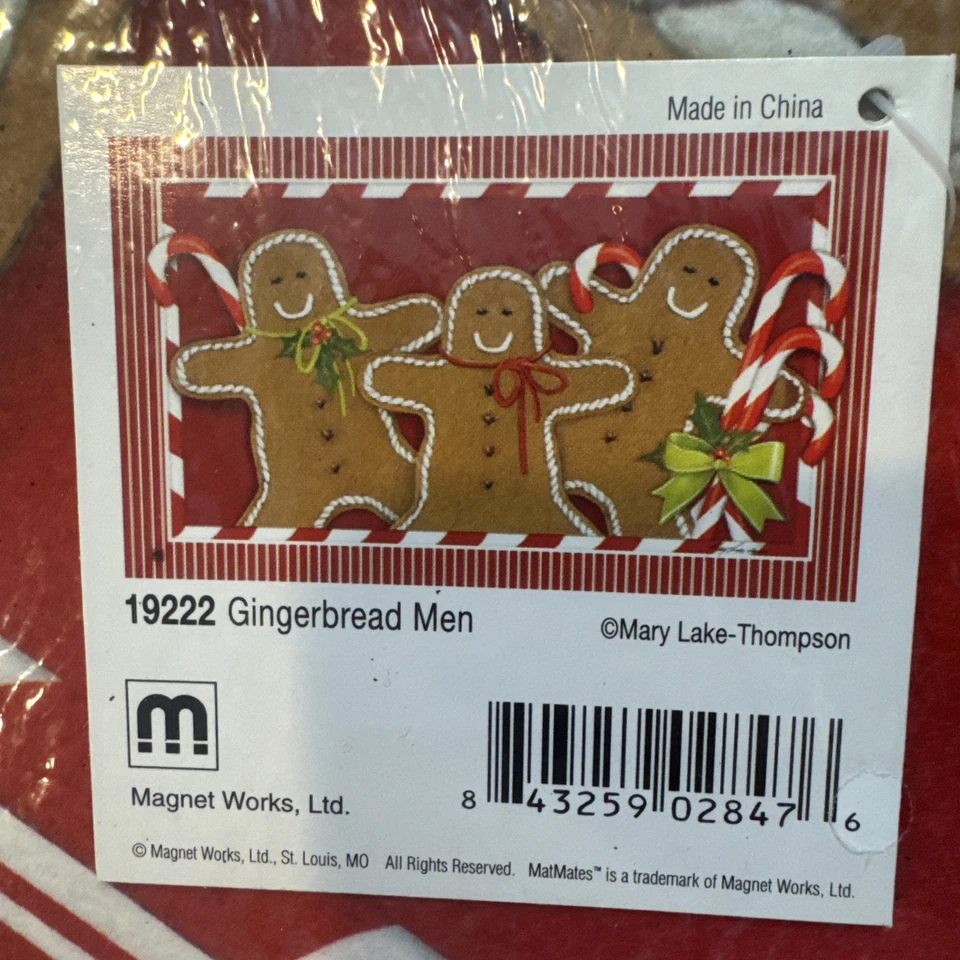 Made in China
19222 Gingerbread Men
©Mary Lake-Thompson
m
Magnet Works, Ltd.
8 43259 02847 6
© Magnet Works, Ltd., St. Louis, MO All Rights Reserved. MatMates™ is a trademark of Magnet Works, Ltd.